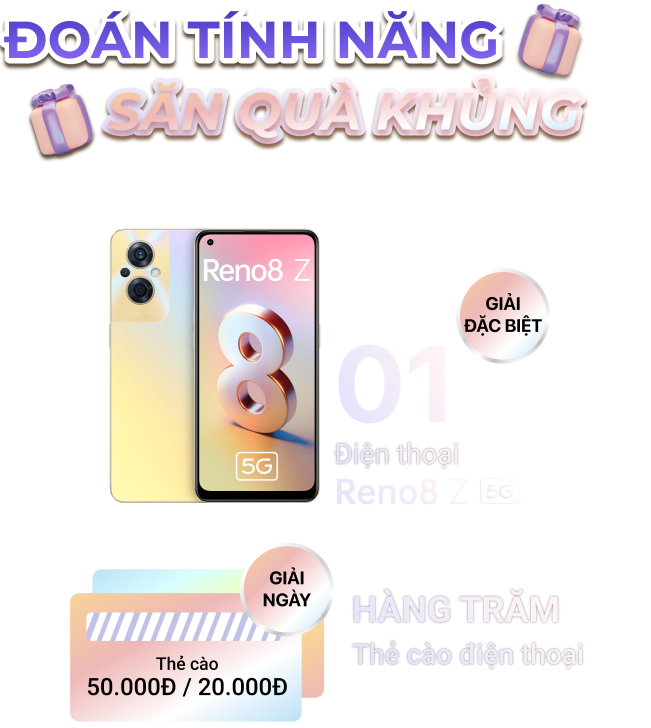 ĐOÁN TÍNH NĂNG
SĂN QUÀ KHỦNG
Reno8 Z
8
5G
GIẢI
ĐẶC BIỆT
01
Điện thoại
Reno8 Z 5G
GIẢI
NGÀY
Thẻ cào
50.000Đ / 20.000Đ
HÀNG TRĂM
Thẻ cào điện thoại